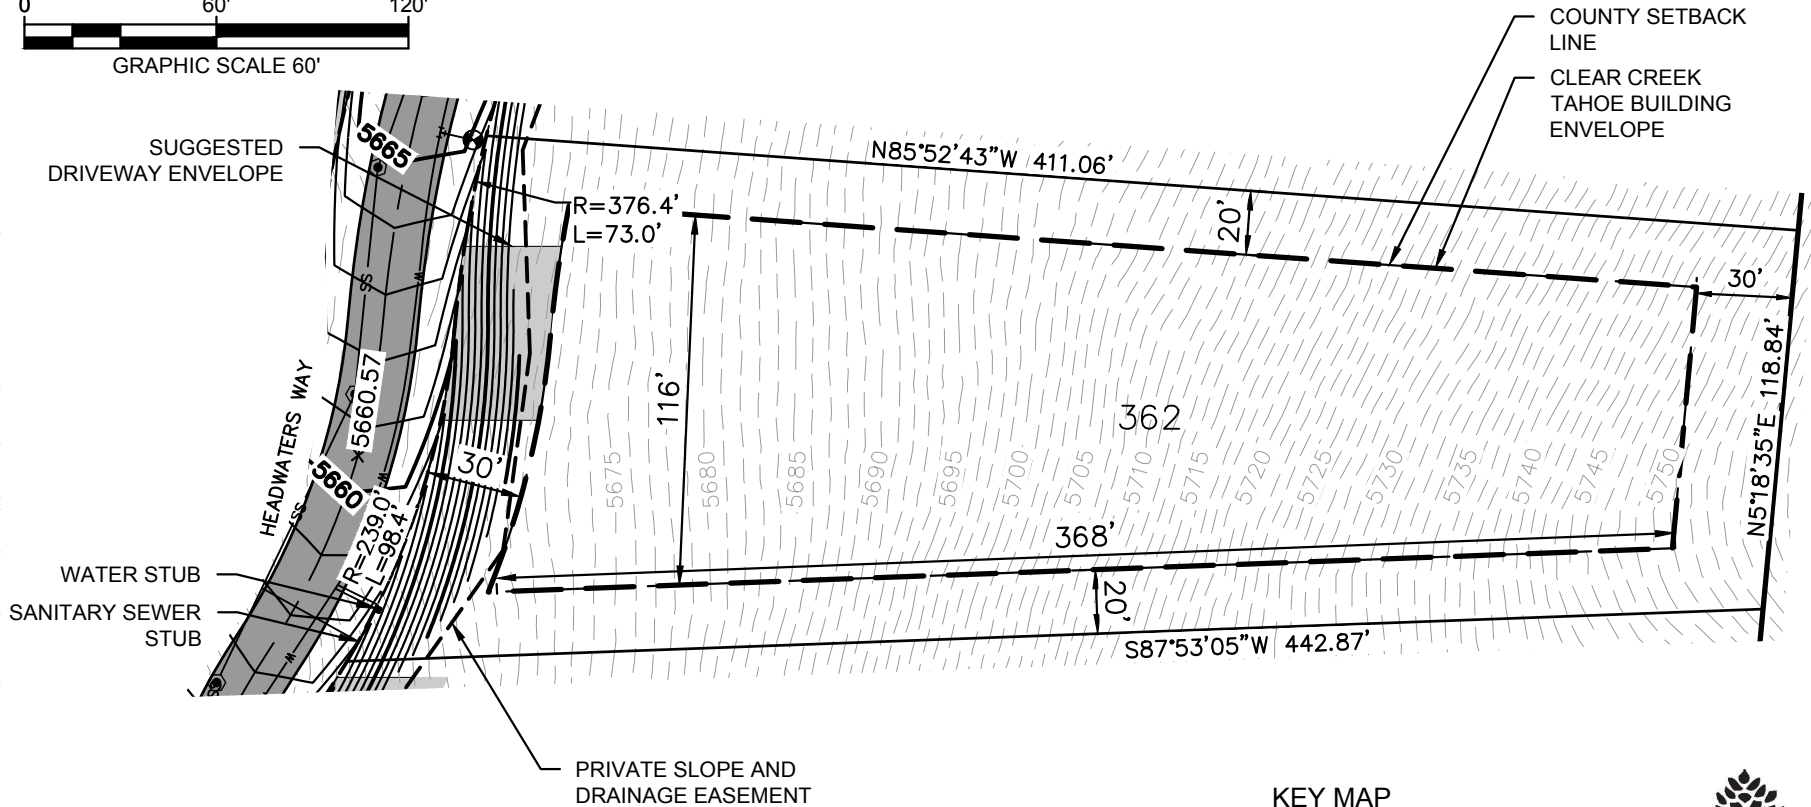 0 60' 120'
GRAPHIC SCALE 60'
COUNTY SETBACK
LINE
CLEAR CREEK
TAHOE BUILDING
ENVELOPE
SUGGESTED
DRIVEWAY ENVELOPE
5665
N85°52'43"W 411.06'
R=376.4'
L=73.0'
20'
30'
SS
W
116'
362
N5°18'35"E 118.84'
HEADWATERS WAY
5660.57
5660
30'
5675 5680 5685 5690 5695 5700 5705 5710 5715 5720 5725 5730 5735 5740 5745 5750
W
SS
R=239.0'
L=98.4'
368'
WATER STUB
SANITARY SEWER
STUB
20'
S87°53'05"W 442.87'
W
SS
PRIVATE SLOPE AND
DRAINAGE EASEMENT
KEY MAP